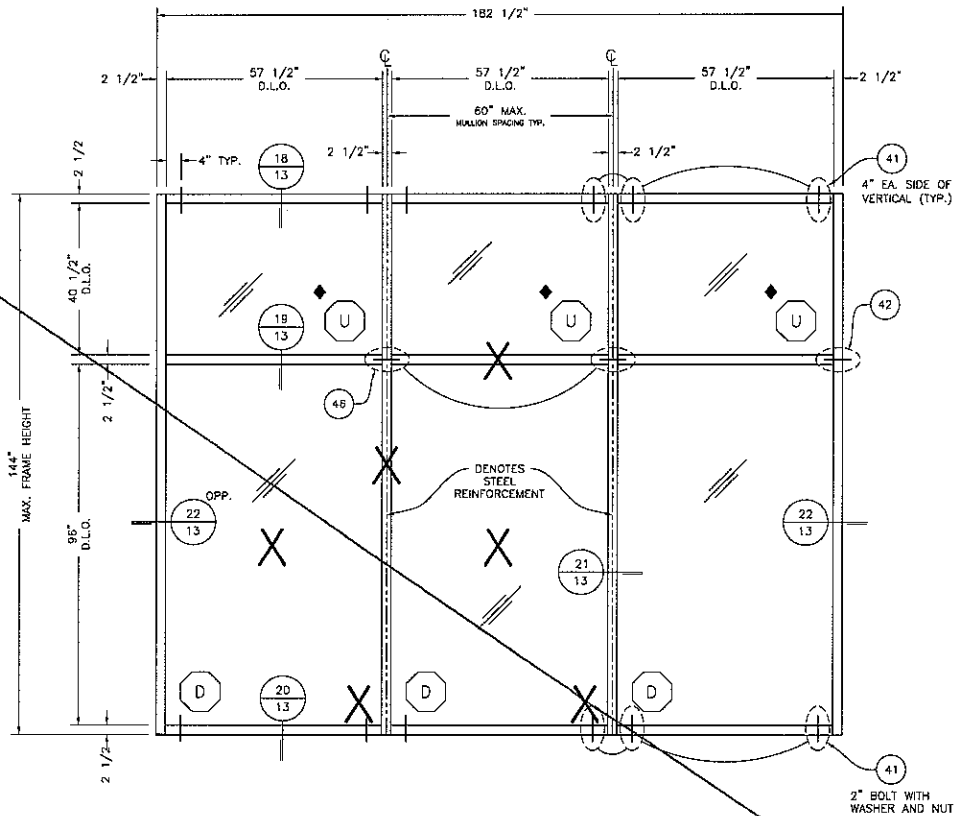 182 1/2"
℄ ℄
2 1/2" 57 1/2" 57 1/2" 57 1/2" 2 1/2"
D.L.O. D.L.O. D.L.O.
60" MAX.
MULLION SPACING TYP.
2 1/2" 2 1/2"
2 1/2
4" TYP.
18
13
41
4" EA. SIDE OF
VERTICAL (TYP.)
40 1/2"
D.L.O.
U U U
19
13
42
2 1/2"
46
144"
MAX. FRAME HEIGHT
DENOTES
STEEL
REINFORCEMENT
OPP.
96"
D.L.O.
22
13
22
13
21
13
D D D
20
13
2 1/2
41
2" BOLT WITH
WASHER AND NUT